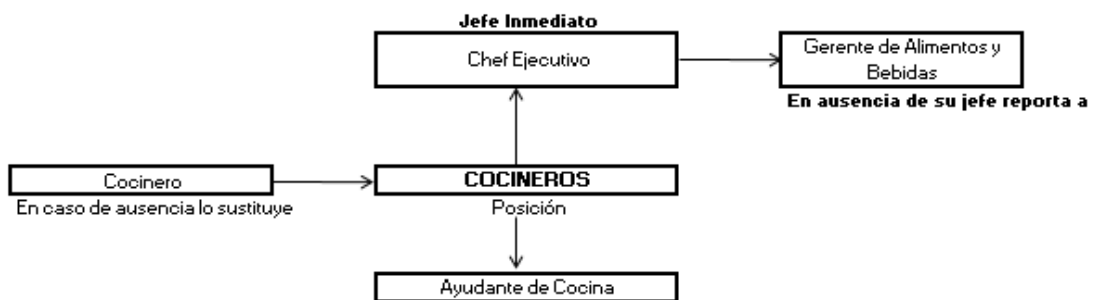 Jefe Inmediato
Chef Ejecutivo
Gerente de Alimentos y
Bebidas
En ausencia de su jefe reporta a
Cocinero
En caso de ausencia lo sustituye
COCINEROS
Posición
Ayudante de Cocina